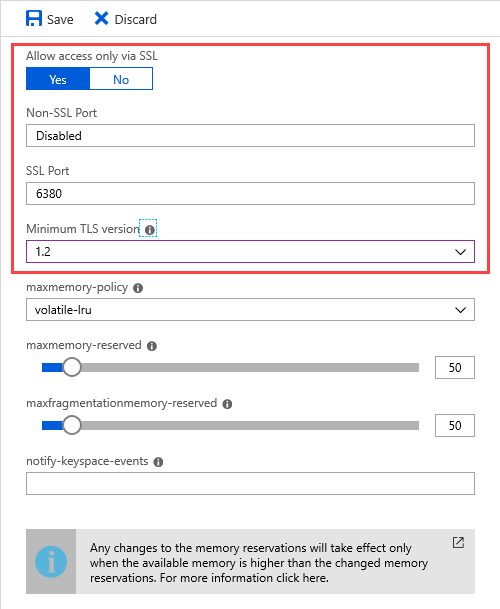 Save Discard
Allow access only via SSL
Yes No
Non-SSL Port
Disabled
SSL Port
6380
Minimum TLS version
1.2
maxmemory-policy
volatile-lru
maxmemory-reserved
50
maxfragmentationmemory-reserved
50
notify-keyspace-events
Any changes to the memory reservations will take effect only
when the available memory is higher than the changed memory
reservations. For more information click here.